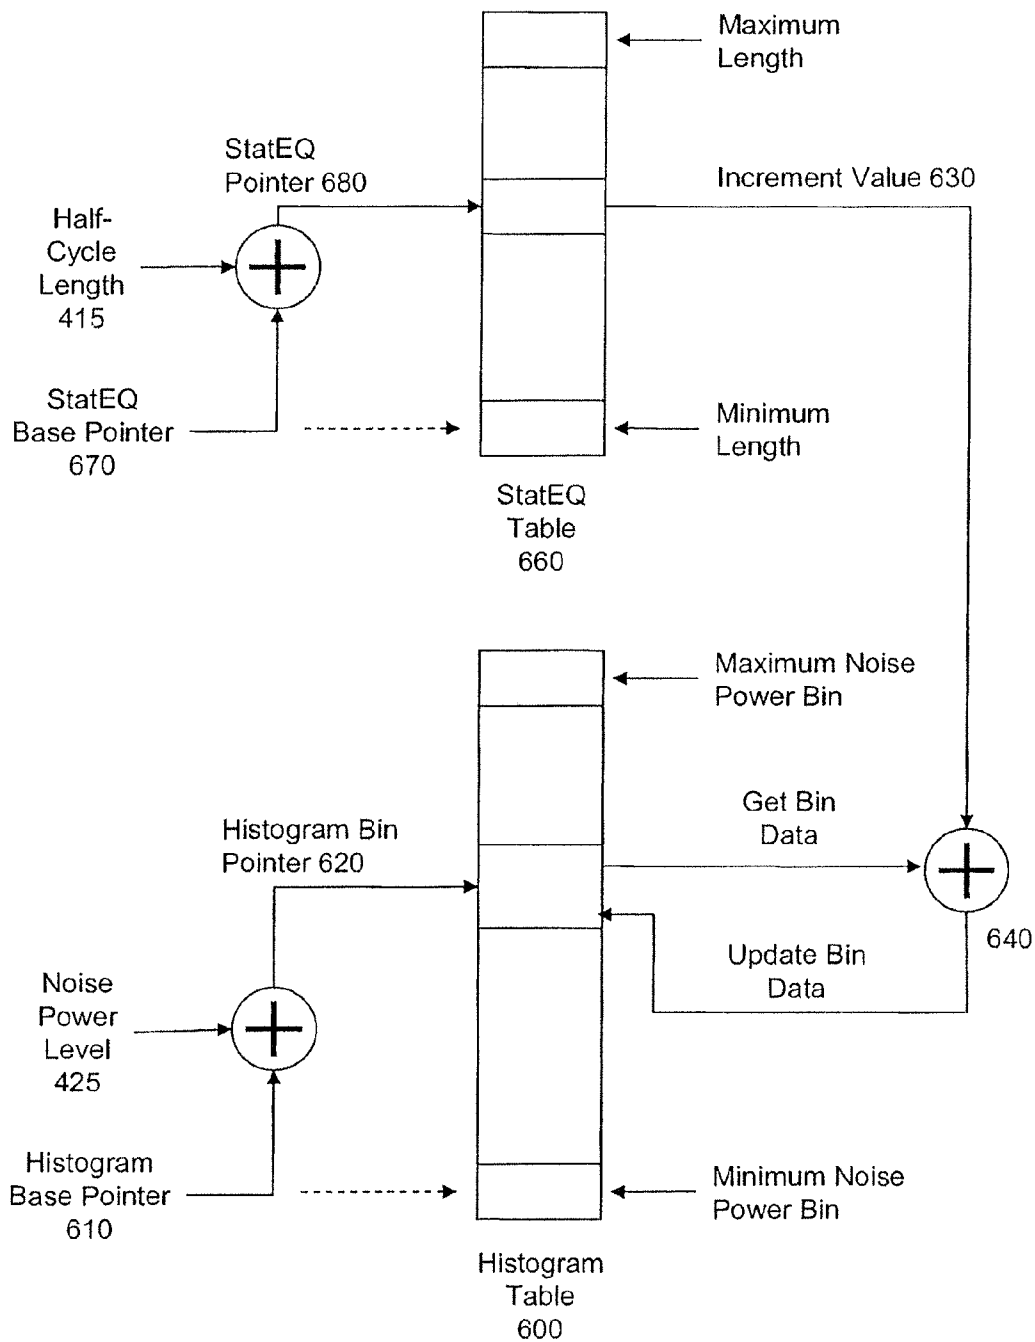 Maximum
Length
StatEQ
Pointer 680
Increment Value 630
Half-
Cycle
Length
415
StatEQ
Base Pointer
670
Minimum
Length
StatEQ
Table
660
Maximum Noise
Power Bin
Get Bin
Data
Histogram Bin
Pointer 620
640
Update Bin
Data
Noise
Power
Level
425
Histogram
Base Pointer
610
Minimum Noise
Power Bin
Histogram
Table
600